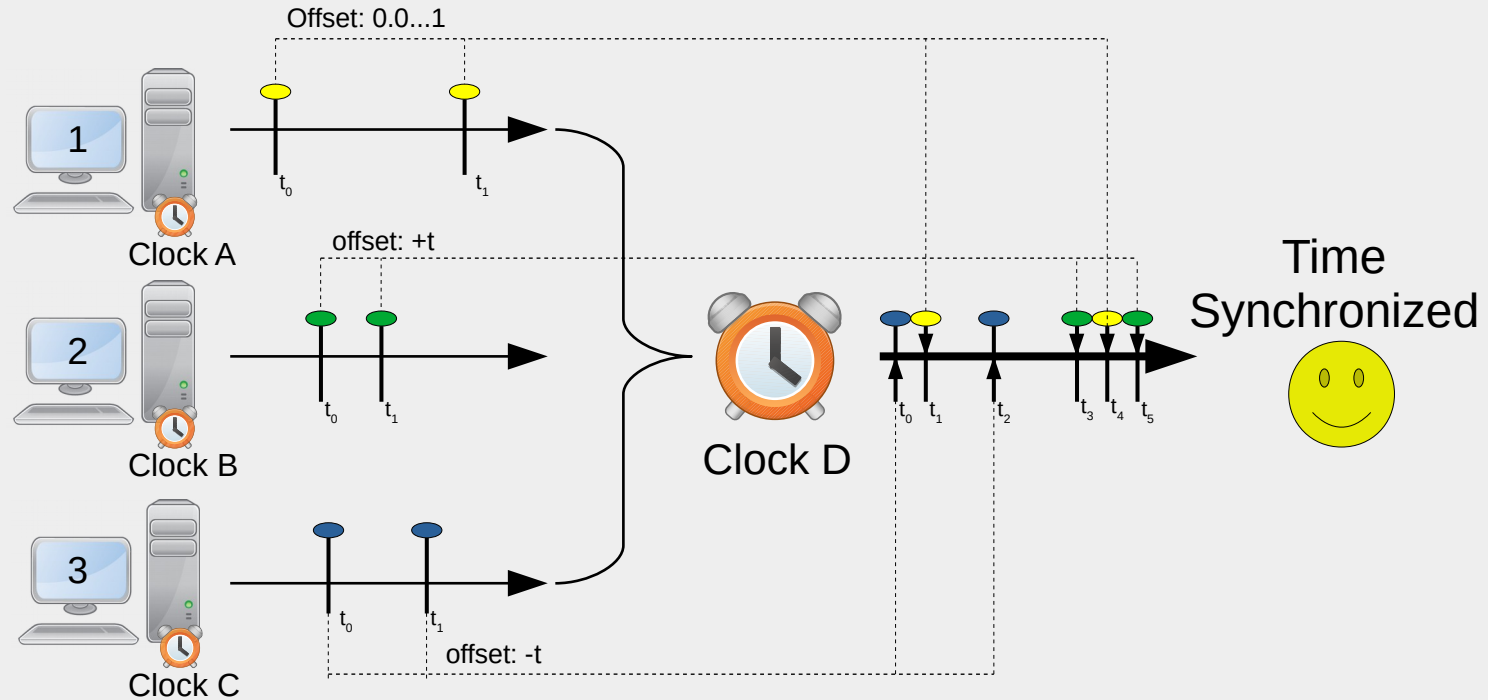 Offset: 0.0...1
1
t0
t1
Clock A
offset: +t
2
t0
t1
Clock B
3
t0
t1
offset: -t
Clock C
Clock D
t0
t1
t2
t3
t4
t5
Time
Synchronized